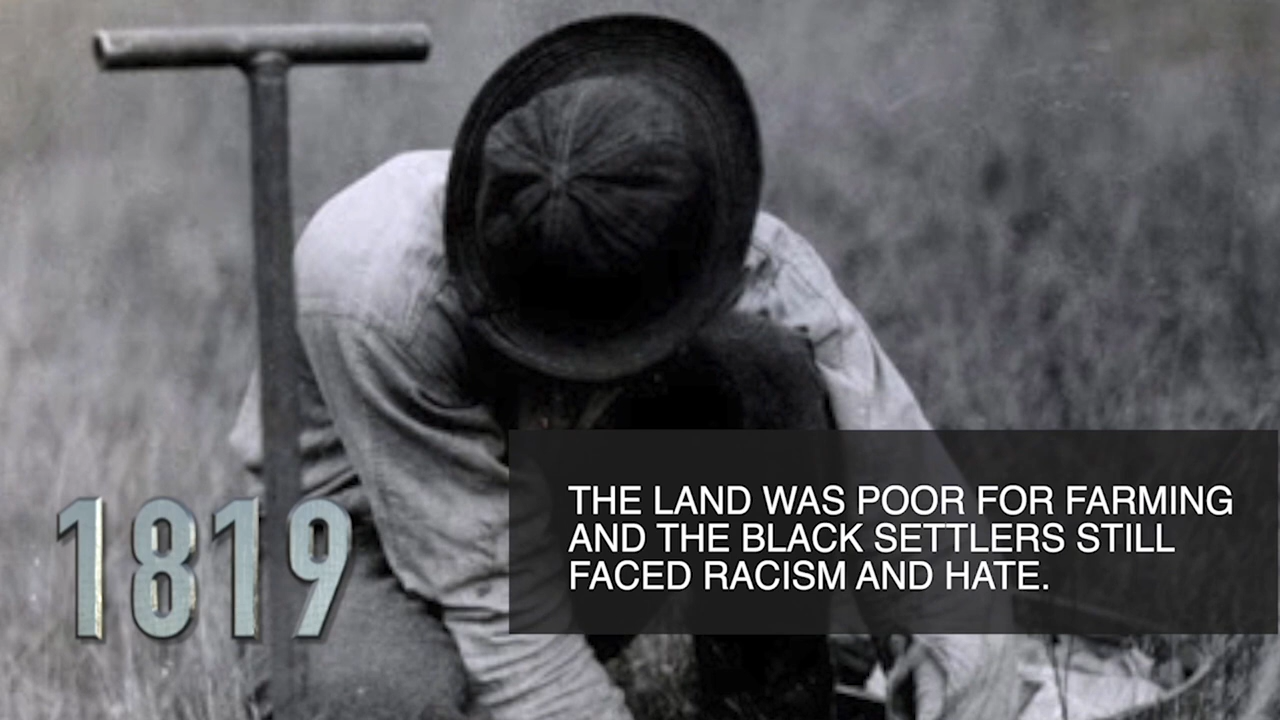 1819
THE LAND WAS POOR FOR FARMING
AND THE BLACK SETTLERS STILL
FACED RACISM AND HATE.